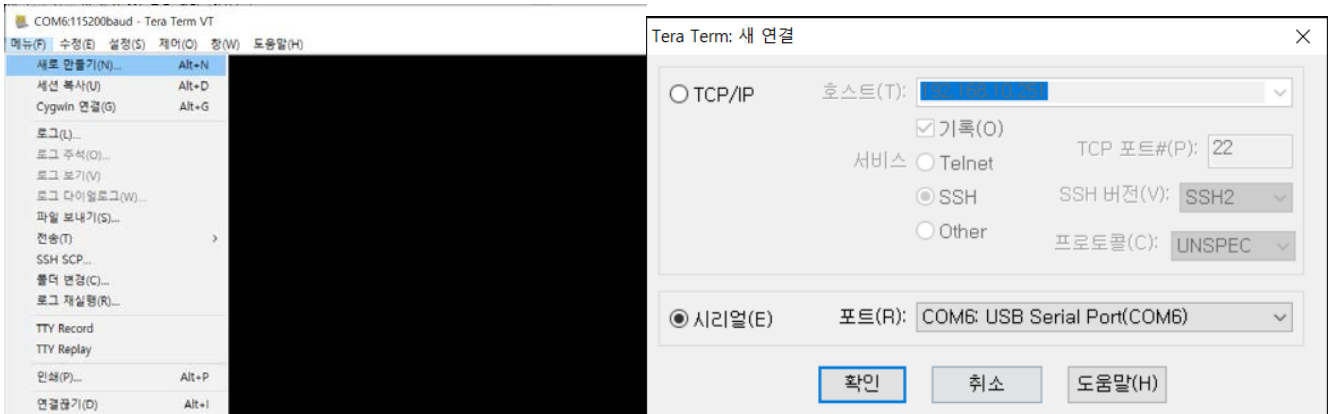 COM6:115200baud - Tera Term VT
메뉴(F) 수정(E) 설정(S) 제어(O) 창(W) 도움말(H)
새로 만들기(N)... Alt+N
세션 복사(U) Alt+D
Cygwin 연결(G) Alt+G
로그(L)...
로그 주석(O)...
로그 보기(V)
로그 다이얼로그(W)...
파일 보내기(S)...
전송(T)
SSH SCP...
폴더 변경(C)...
로그 재실행(R)...
TTY Record
TTY Replay
인쇄(P)... Alt+P
연결끊기(D) Alt+I
Tera Term: 새 연결
TCP/IP
호스트(T):
기록(O)
서비스
Telnet
TCP 포트#(P): 22
SSH
SSH 버전(V): SSH2
Other
프로토콜(C): UNSPEC
시리얼(E)
포트(R): COM6: USB Serial Port(COM6)
확인 취소 도움말(H)